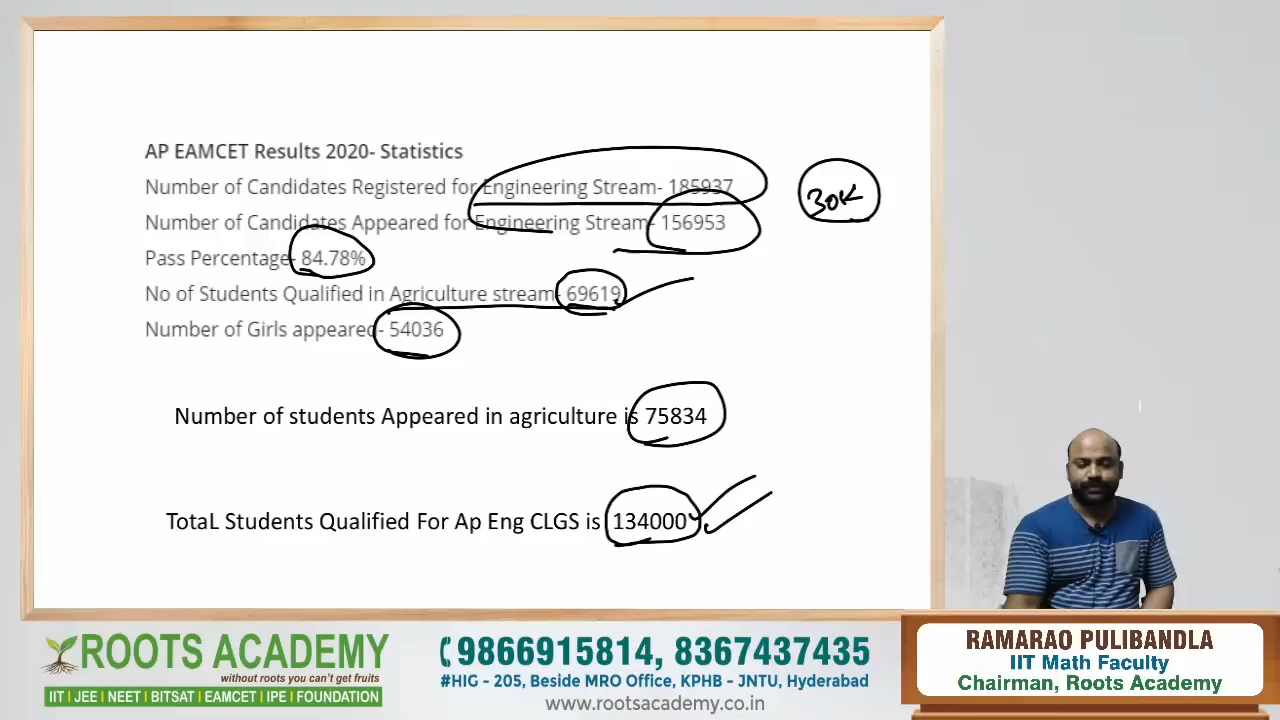 AP EAMCET Results 2020- Statistics
Number of Candidates Registered for Engineering Stream- 185937
30K
Number of Candidates Appeared for Engineering Stream- 156953
Pass Percentage- 84.78%
No of Students Qualified in Agriculture stream- 69619
Number of Girls appeared- 54036
Number of students Appeared in agriculture is 75834
TotaL Students Qualified For Ap Eng CLGS is 134000
ROOTS ACADEMY
without roots you can't get fruits
IIT | JEE | NEET | BITSAT | EAMCET | IPE | FOUNDATION
9866915814, 8367437435
#HIG - 205, Beside MRO Office, KPHB - JNTU, Hyderabad
www.rootsacademy.co.in
RAMARAO PULIBANDLA
IIT Math Faculty
Chairman, Roots Academy